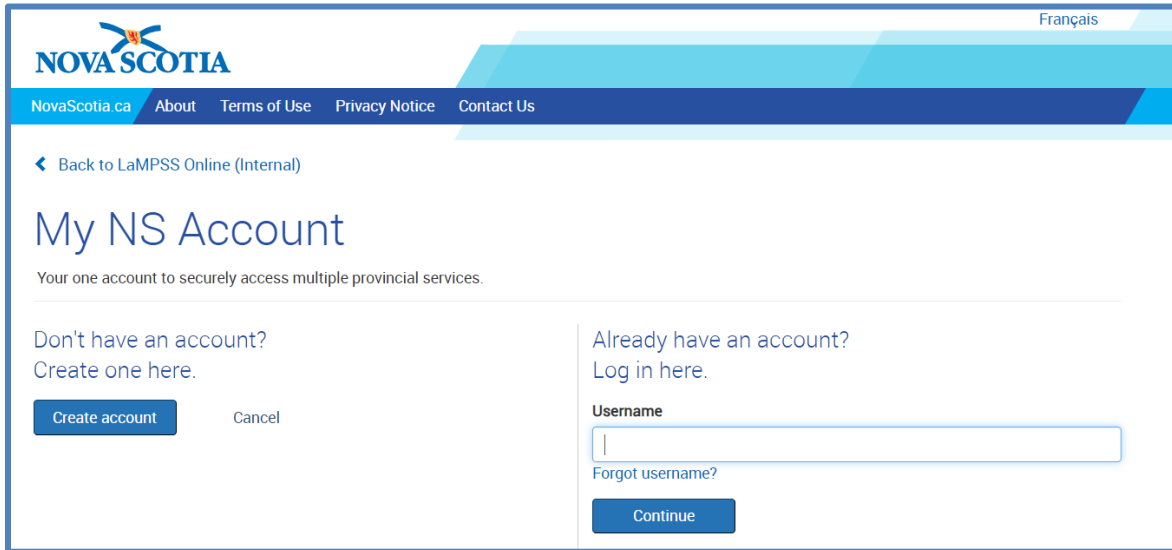 Français
NOVA SCOTIA
NovaScotia.ca About Terms of Use Privacy Notice Contact Us
Back to LaMPSS Online (Internal)
My NS Account
Your one account to securely access multiple provincial services.
Don't have an account?
Create one here.
Create account Cancel
Already have an account?
Log in here.
Username
Forgot username?
Continue